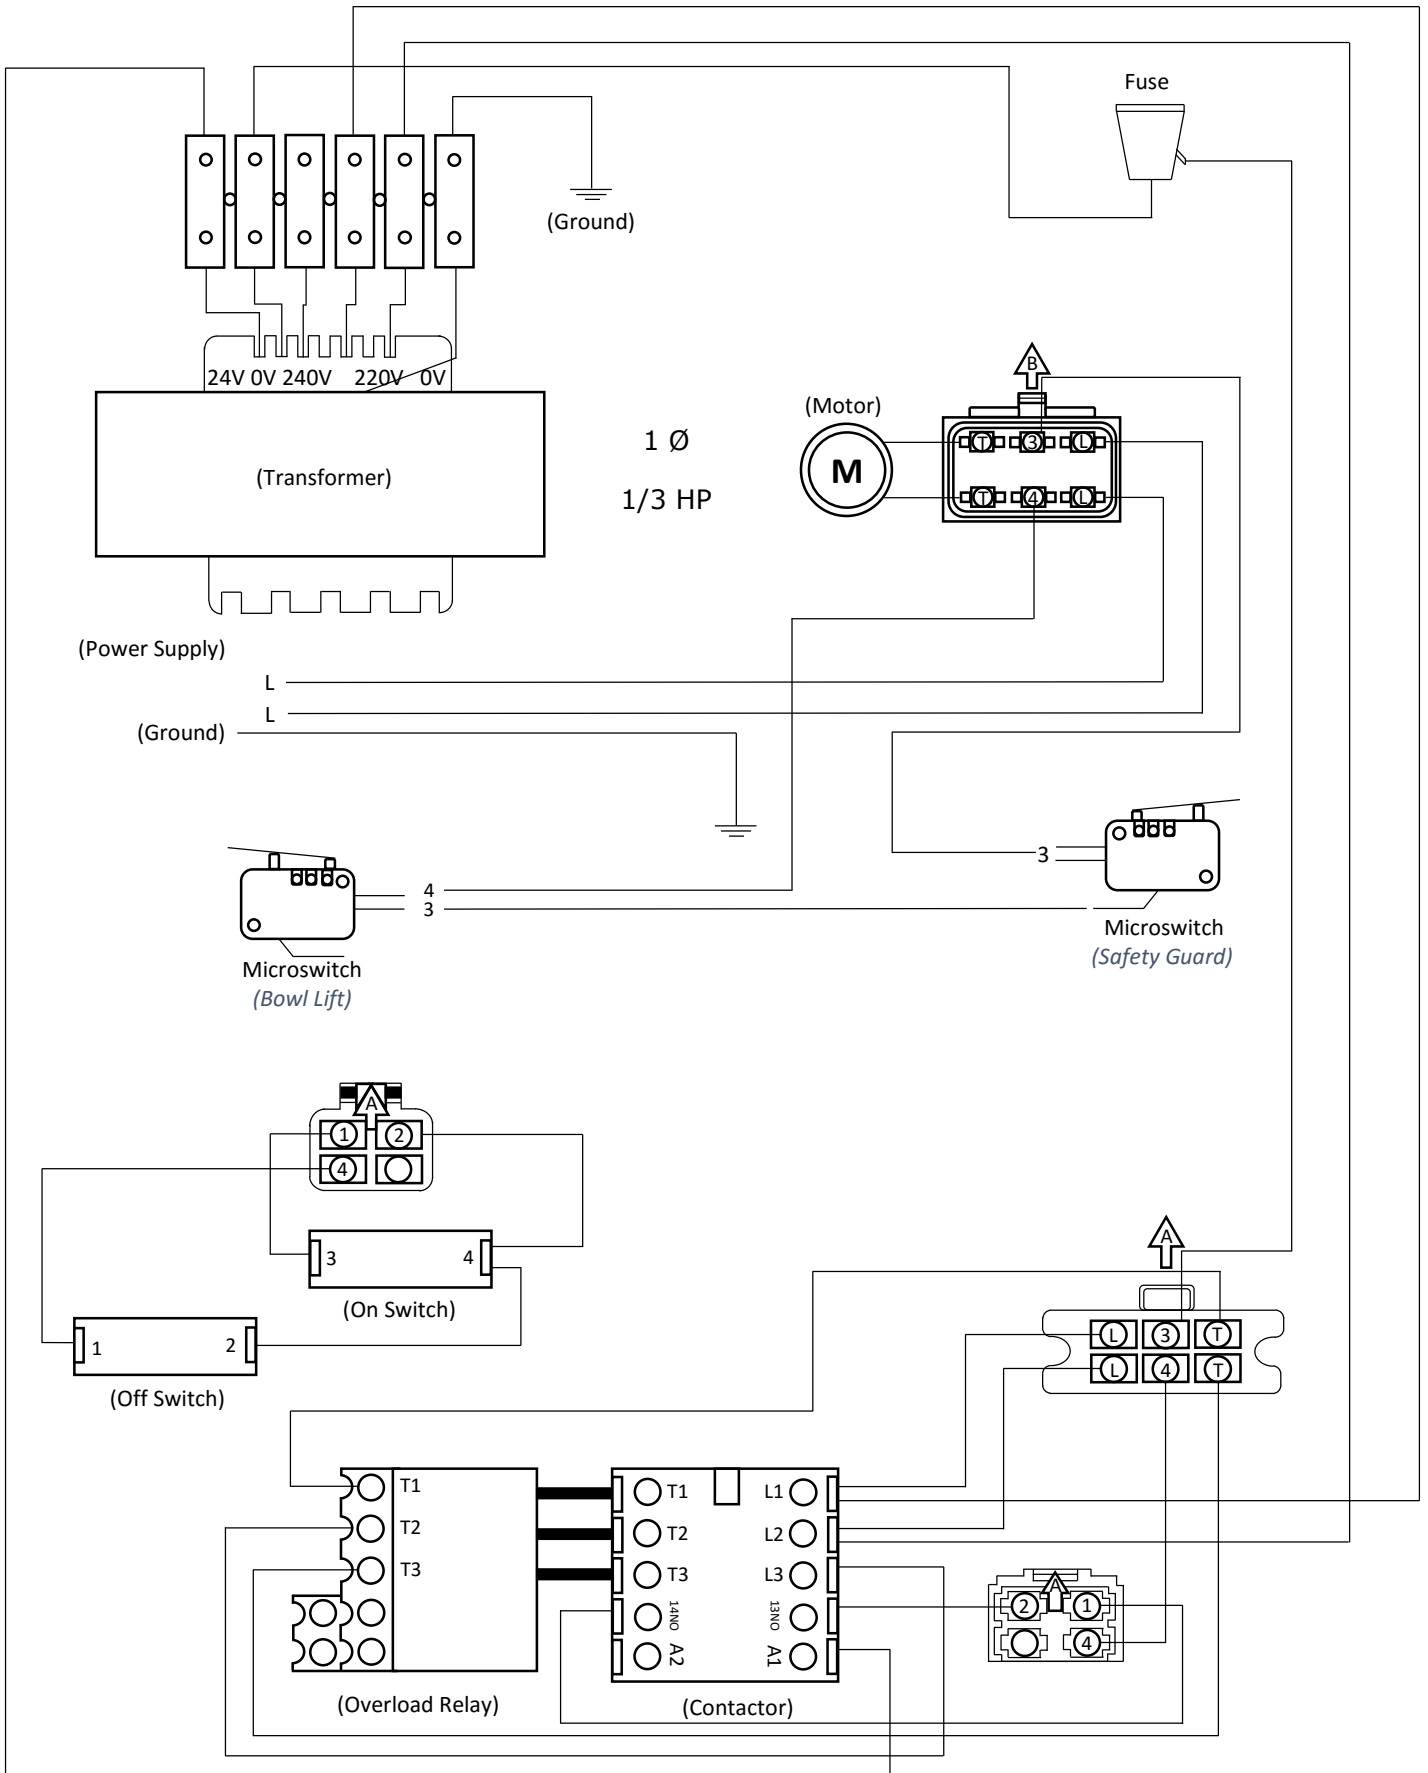 Fuse
(Ground)
24V 0V 240V 220V 0V
(Transformer)
1 Ø
1/3 HP
B
(Motor)
M
T 3 L
T 4 L
(Power Supply)
L
L
(Ground)
3
4
3
Microswitch
(Safety Guard)
Microswitch
(Bowl Lift)
A
1 2
4
3 4
(On Switch)
1 2
(Off Switch)
A
L 3 T
L 4 T
T1
T2
T3
(Overload Relay)
T1 L1
T2 L2
T3 L3
14NO 13NO
A2 A1
(Contactor)
A
2 1
4